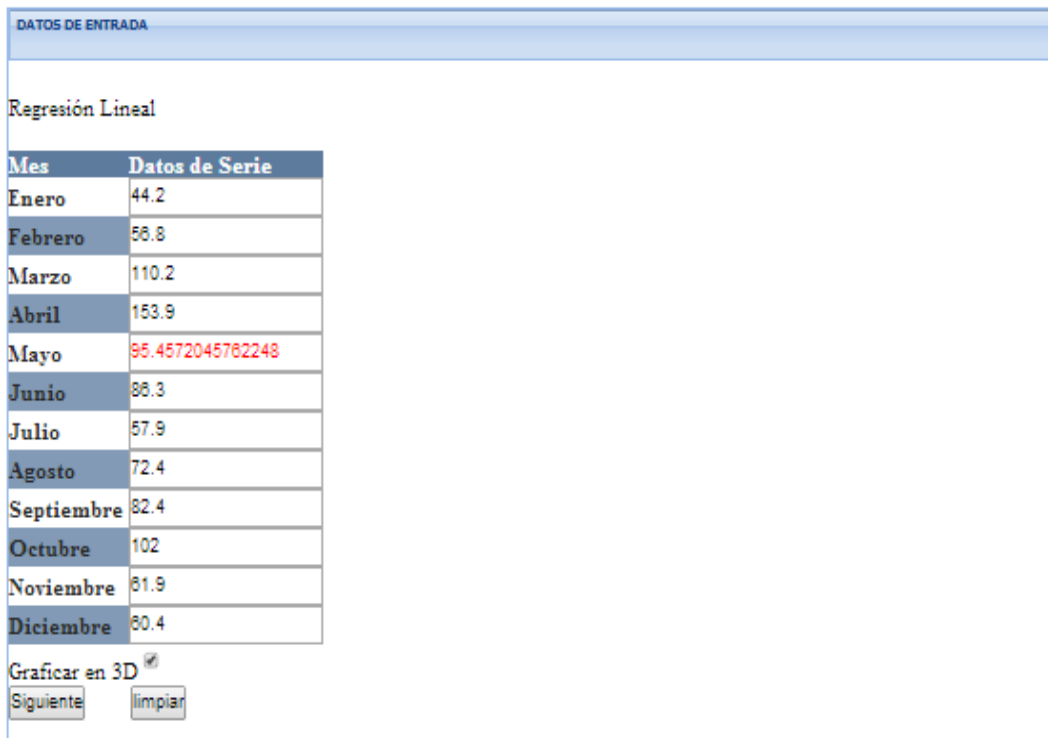 DATOS DE ENTRADA
Regresión Lineal
Mes Datos de Serie
Enero 44.2
Febrero 56.8
Marzo 110.2
Abril 153.9
Mayo 95.4572045762248
Junio 86.3
Julio 57.9
Agosto 72.4
Septiembre 82.4
Octubre 102
Noviembre 61.9
Diciembre 60.4
Graficar en 3D
Siguiente limpiar